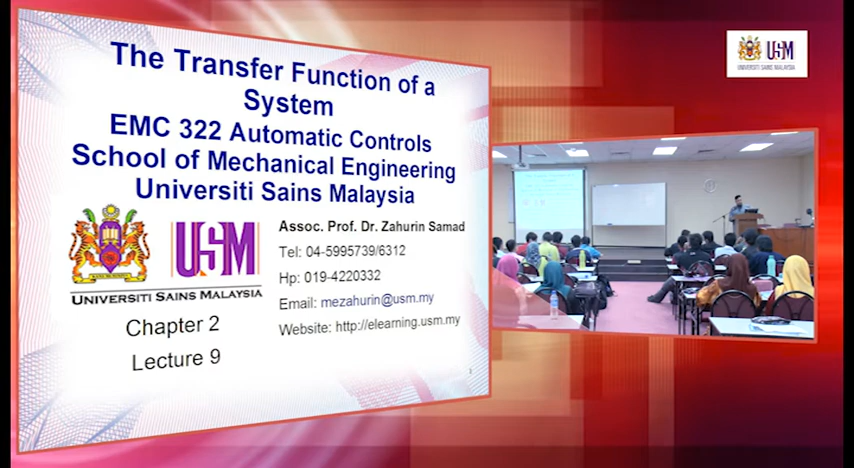 The Transfer Function of a
System
EMC 322 Automatic Controls
School of Mechanical Engineering
Universiti Sains Malaysia
USM
UNIVERSITI SAINS MALAYSIA
Assoc. Prof. Dr. Zahurin Samad
Tel: 04-5995739/6312
Hp: 019-4220332
Email: mezahurin@usm.my
Website: http://elearning.usm.my
Chapter 2
Lecture 9
USM
UNIVERSITI SAINS MALAYSIA